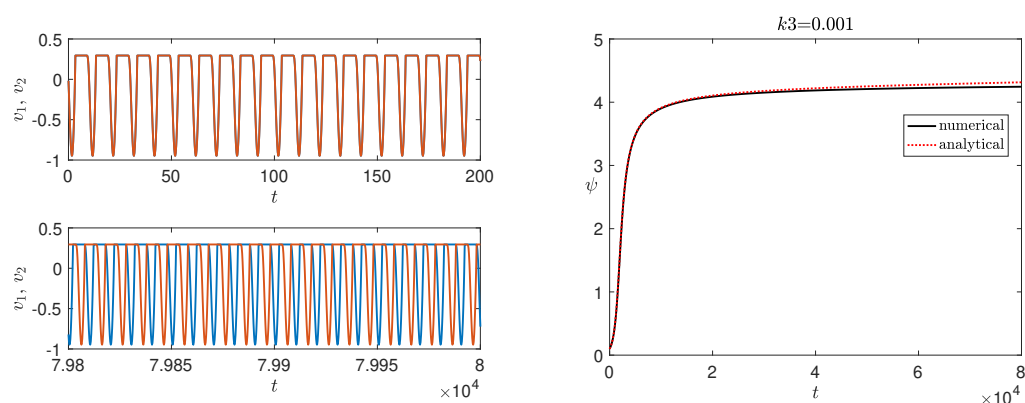 0.5
0
-0.5
-1
v1, v2
0 50 100 150 200
t
0.5
0
-0.5
-1
v1, v2
7.98 7.985 7.99 7.995 8
t
×10^4
k3=0.001
5
4
3
2
1
0
ψ
numerical
analytical
0 2 4 6 8
t
×10^4